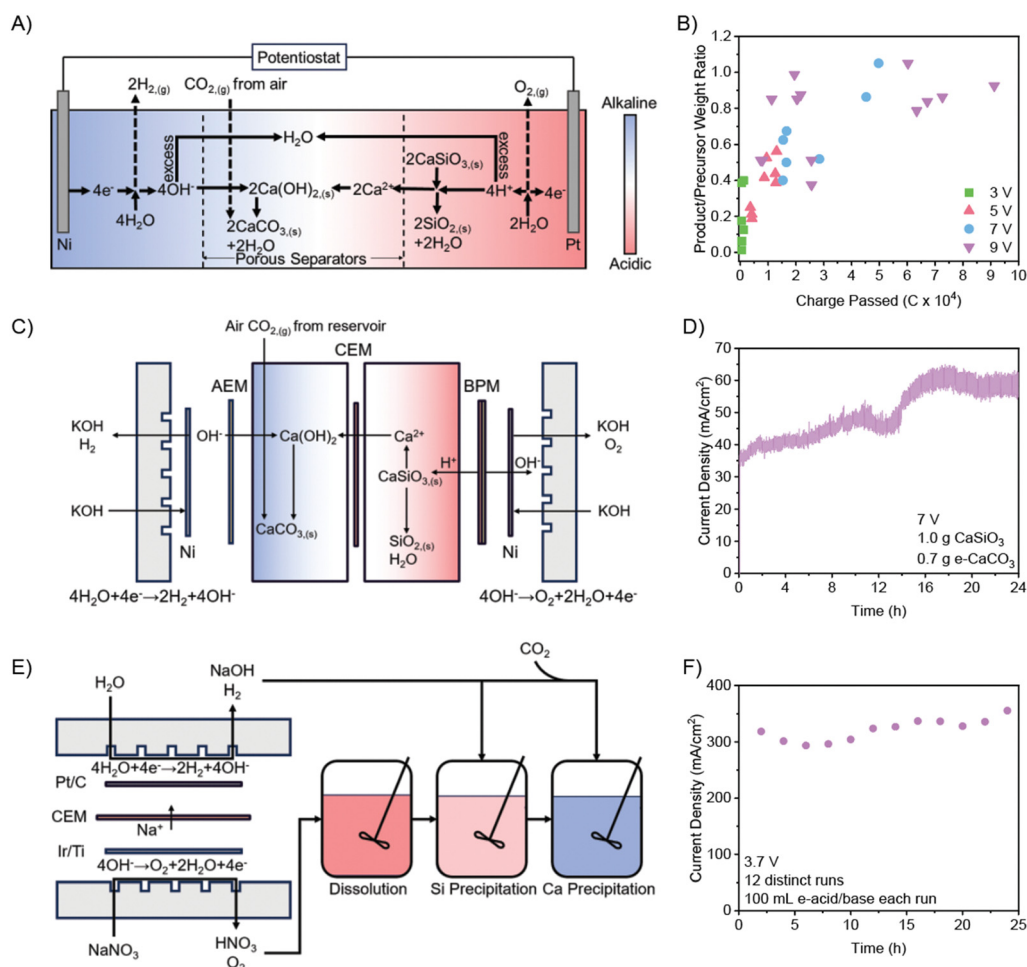 A)
Potentiostat
2H₂,(g)
CO₂,(g) from air
O₂,(g)
Alkaline
excess
H₂O
excess
2CaSiO₃,(s)
4e⁻
4OH⁻
2Ca(OH)₂,(s)
2Ca²⁺
4H⁺
4e⁻
4H₂O
2CaCO₃,(s)
+2H₂O
2SiO₂,(s)
+2H₂O
2H₂O
Ni
Porous Separators
Pt
Acidic
B)
Product/Precursor Weight Ratio
1.2
1.0
0.8
0.6
0.4
0.2
0.0
3 V
5 V
7 V
9 V
0 1 2 3 4 5 6 7 8 9 10
Charge Passed (C x 10⁴)
C)
Air CO₂,(g) from reservoir
CEM
AEM
BPM
KOH
H₂
OH⁻
Ca(OH)₂
Ca²⁺
H⁺
OH⁻
KOH
O₂
CaSiO₃,(s)
KOH
CaCO₃,(s)
SiO₂,(s)
H₂O
KOH
Ni
Ni
4H₂O+4e⁻→2H₂+4OH⁻
4OH⁻→O₂+2H₂O+4e⁻
D)
Current Density (mA/cm²)
70
60
50
40
30
20
10
0
7 V
1.0 g CaSiO₃
0.7 g e-CaCO₃
0 4 8 12 16 20 24
Time (h)
E)
H₂O
NaOH
H₂
CO₂
4H₂O+4e⁻→2H₂+4OH⁻
Pt/C
CEM
Na⁺
Ir/Ti
4OH⁻→O₂+2H₂O+4e⁻
Dissolution
Si Precipitation
Ca Precipitation
NaNO₃
HNO₃
O₂
F)
Current Density (mA/cm²)
400
300
200
100
0
3.7 V
12 distinct runs
100 mL e-acid/base each run
0 5 10 15 20 25
Time (h)